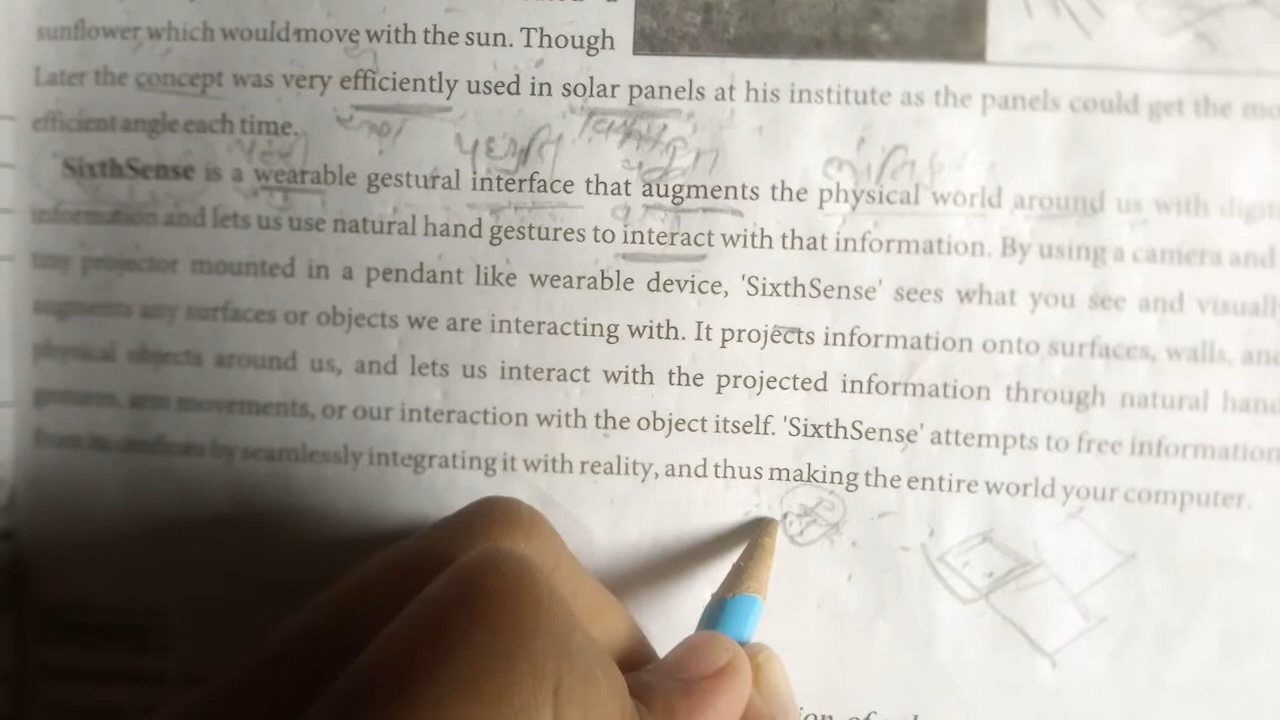 sunflower which would move with the sun. Though
Later the concept was very efficiently used in solar panels at his institute as the panels could get the
efficient angle each time.
SixthSense is a wearable gestural interface that augments the physical world around us with
information and lets us use natural hand gestures to interact with that information. By using a camera and
tiny projector mounted in a pendant like wearable device, 'SixthSense' sees what you see and visuall
augments any surfaces or objects we are interacting with. It projects information onto surfaces, walls, and
physical objects around us, and lets us interact with the projected information through natural hand
gestures, arm movements, or our interaction with the object itself. 'SixthSense' attempts to free information
from its confines by seamlessly integrating it with reality, and thus making the entire world your computer.